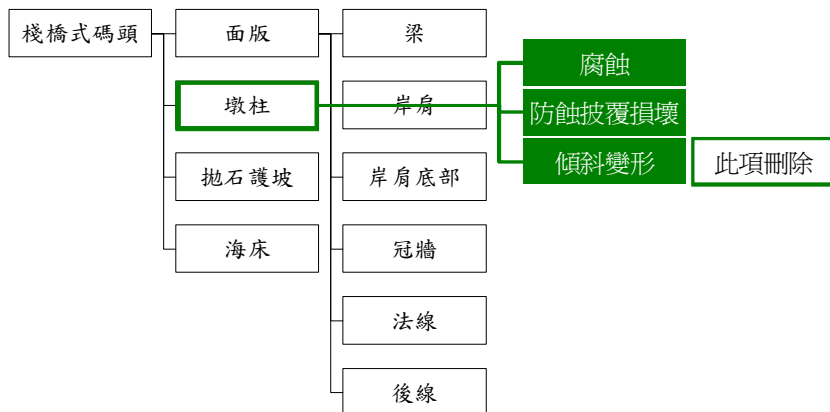 棧橋式碼頭
面版
梁
墩柱
岸肩
腐蝕
防蝕披覆損壞
傾斜變形
此項刪除
拋石護坡
岸肩底部
海床
冠牆
法線
後線